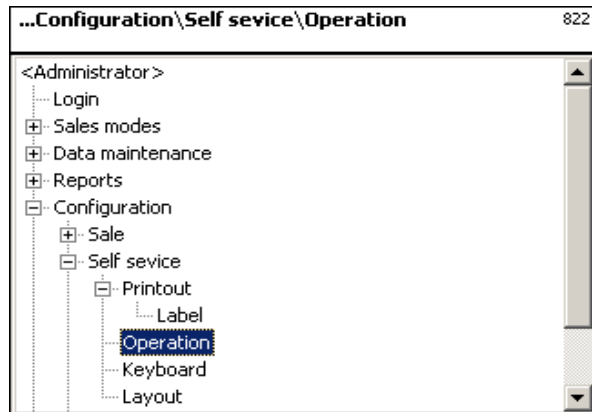 ...Configuration\Self sevice\Operation 822
<Administrator>
Login
Sales modes
Data maintenance
Reports
Configuration
Sale
Self sevice
Printout
Label
Operation
Keyboard
Layout